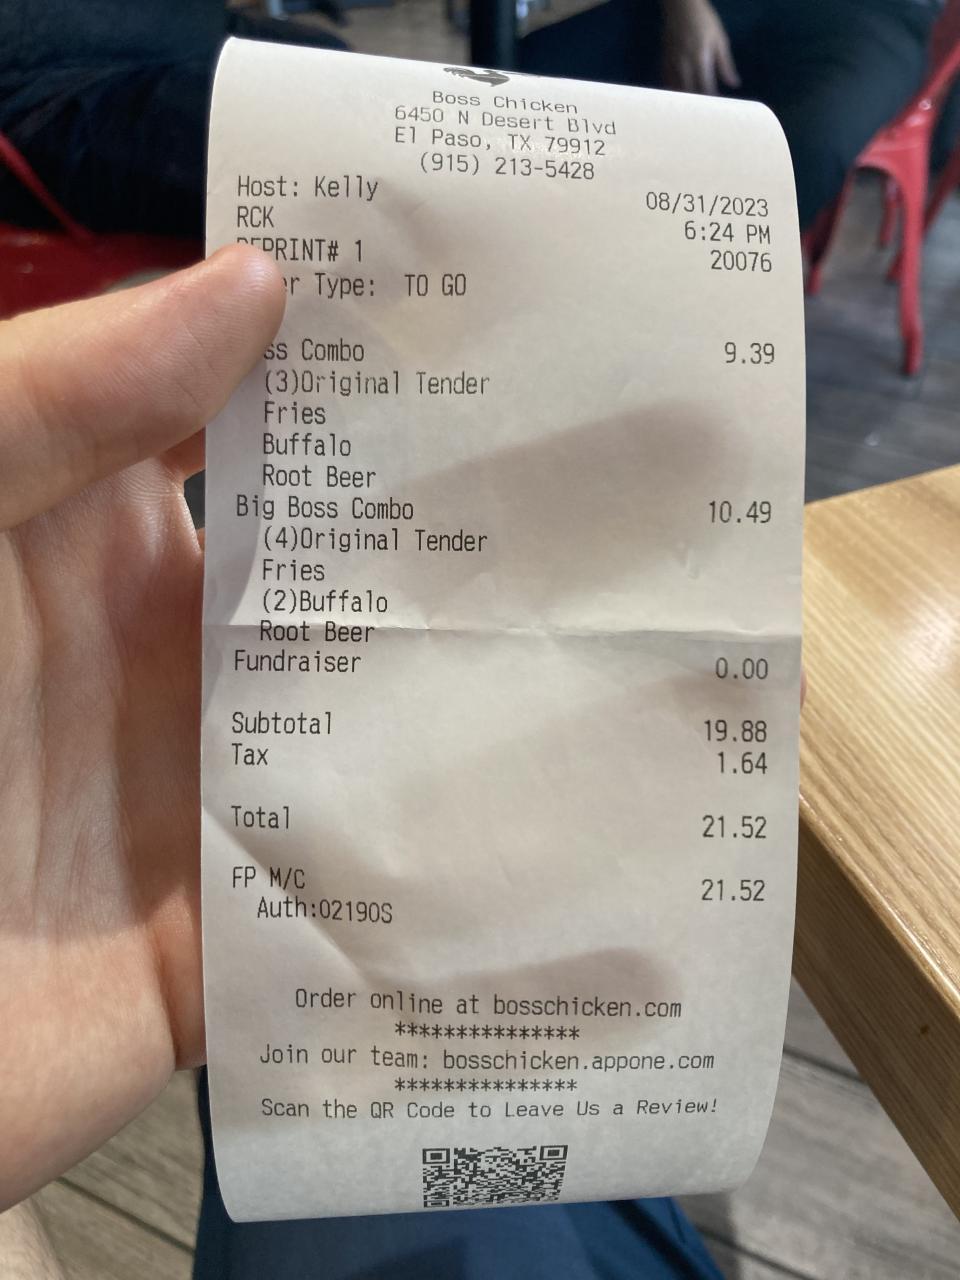 Boss Chicken
6450 N Desert Blvd
El Paso, TX 79912
(915) 213-5428
Host: Kelly 08/31/2023
RCK 6:24 PM
REPRINT# 1 20076
Type: TO GO
Combo 9.39
(3)Original Tender
Fries
Buffalo
Root Beer
Big Boss Combo 10.49
(4)Original Tender
Fries
(2)Buffalo
Root Beer
Fundraiser 0.00
Subtotal 19.88
Tax 1.64
Total 21.52
FP M/C 21.52
Auth:02190S
Order online at bosschicken.com
***************
Join our team: bosschicken.appone.com
***************
Scan the QR Code to Leave Us a Review!